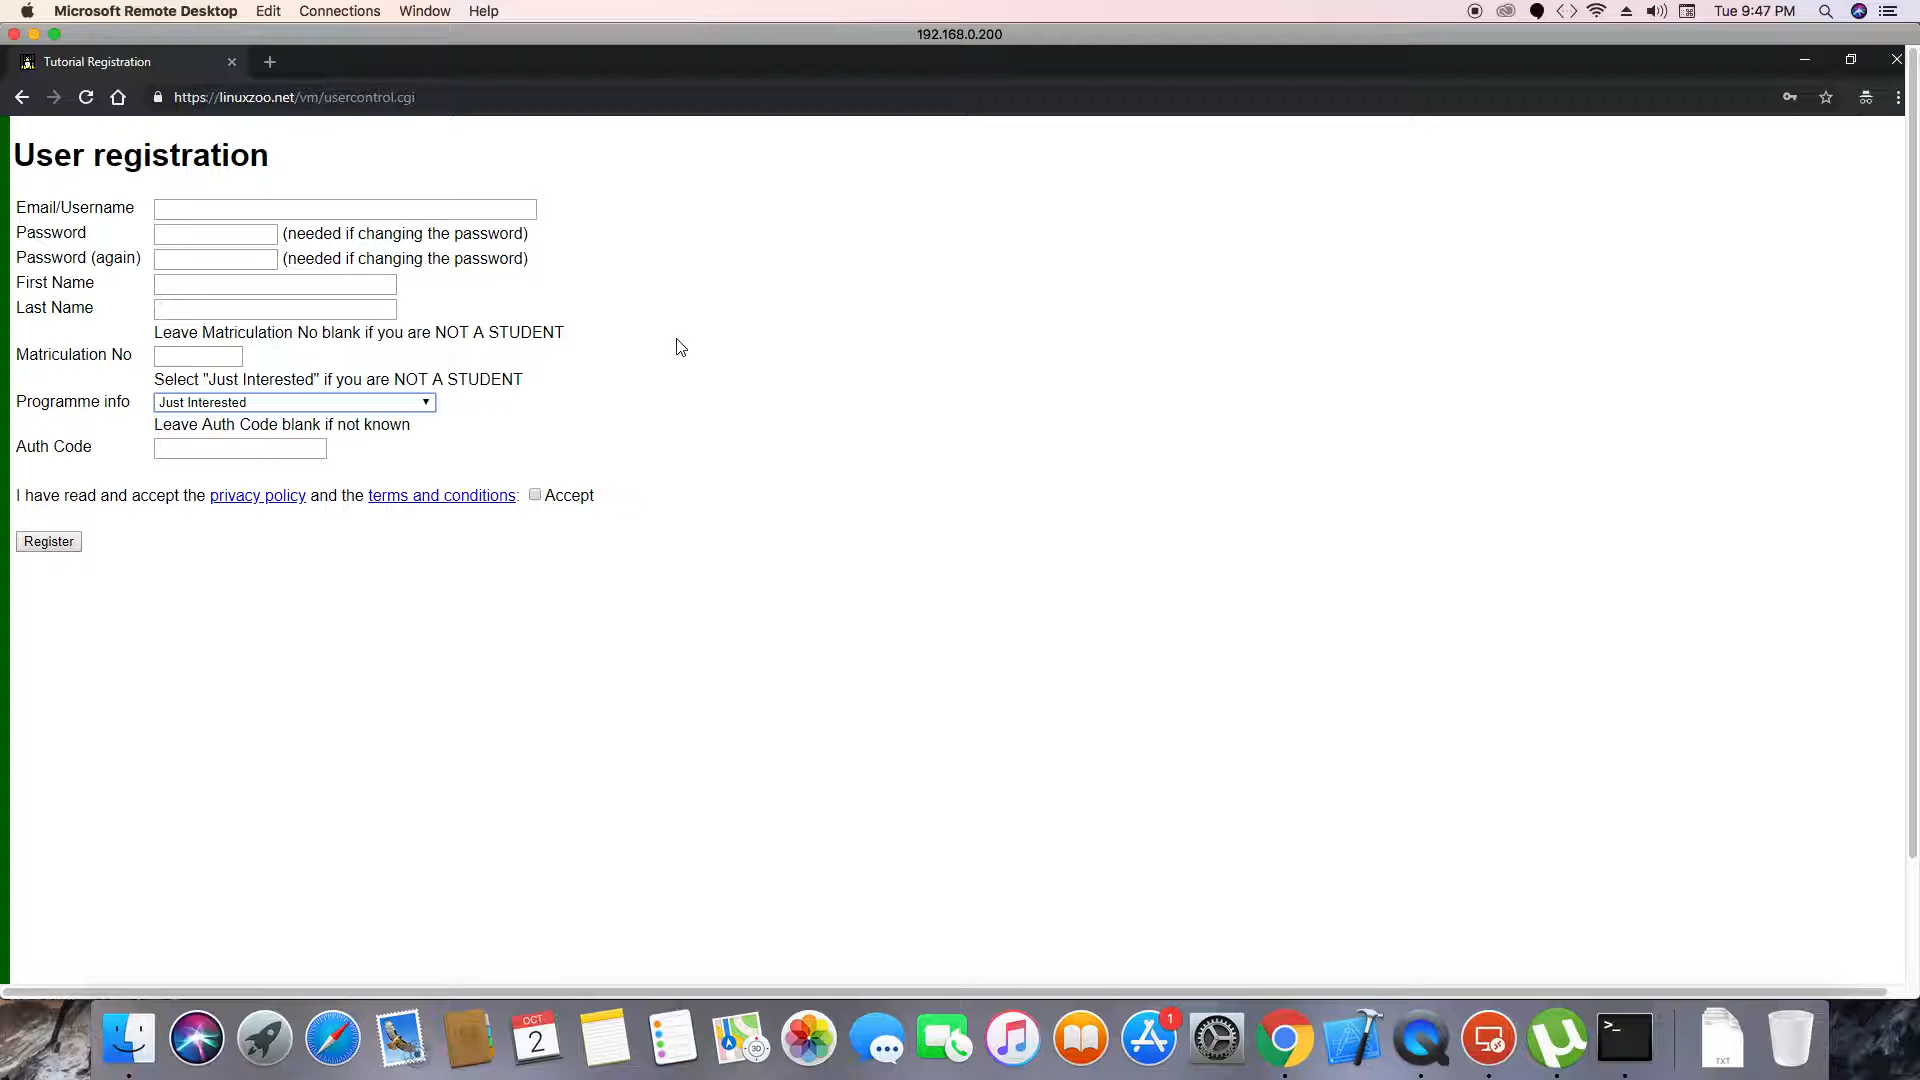 Microsoft Remote Desktop Edit Connections Window Help Tue 9:47 PM
192.168.0.200
Tutorial Registration
https://linuxzoo.net/vm/usercontrol.cgi
User registration
Email/Username
Password (needed if changing the password)
Password (again) (needed if changing the password)
First Name
Last Name
Leave Matriculation No blank if you are NOT A STUDENT
Matriculation No
Select "Just Interested" if you are NOT A STUDENT
Programme info Just Interested
Leave Auth Code blank if not known
Auth Code
I have read and accept the privacy policy and the terms and conditions: Accept
Register
OCT
2
3D
1
>_
TXT